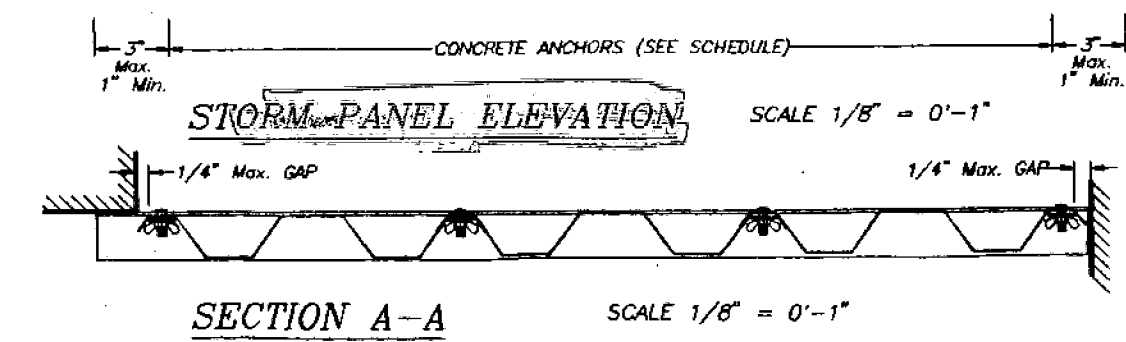 3"
Max.
1" Min.
CONCRETE ANCHORS (SEE SCHEDULE)
3"
Max.
1" Min.
STORM PANEL ELEVATION
SCALE 1/8" = 0'-1"
1/4" Max. GAP
1/4" Max. GAP
SECTION A-A
SCALE 1/8" = 0'-1"